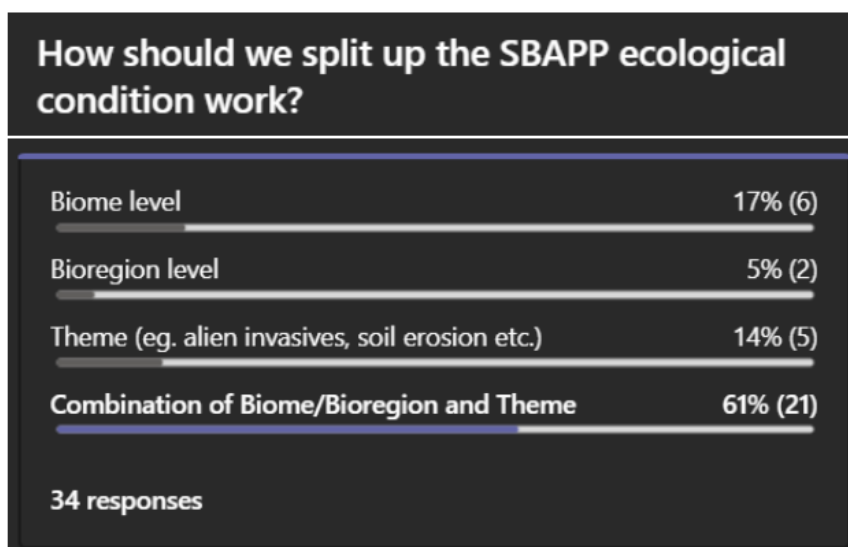 How should we split up the SBAPP ecological
condition work?
Biome level 17% (6)
Bioregion level 5% (2)
Theme (eg. alien invasives, soil erosion etc.) 14% (5)
Combination of Biome/Bioregion and Theme 61% (21)
34 responses